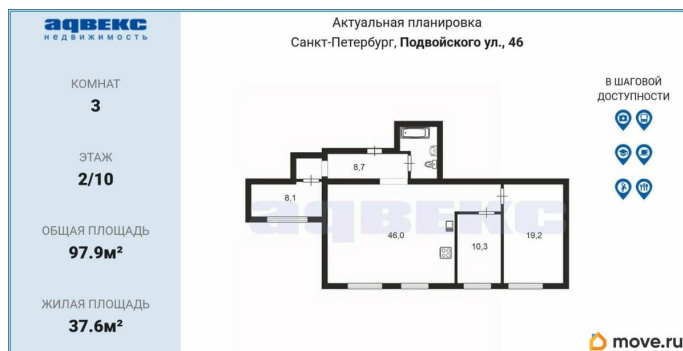 адвекс
недвижимость
КОМНАТ
3
ЭТАЖ
2/10
ОБЩАЯ ПЛОЩАДЬ
97.9м²
ЖИЛАЯ ПЛОЩАДЬ
37.6м²
Актуальная планировка
Санкт-Петербург, Подвойского ул., 46
8,7
8,1
46,0
10,3
19,2
адвекс
В ШАГОВОЙ
ДОСТУПНОСТИ
move.ru